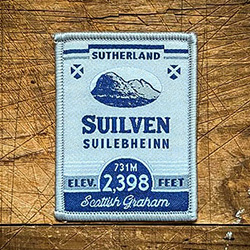 SUTHERLAND
SUILVEN
SUILEBHEINN
731M
ELEV. 2,398 FEET
Scottish Graham